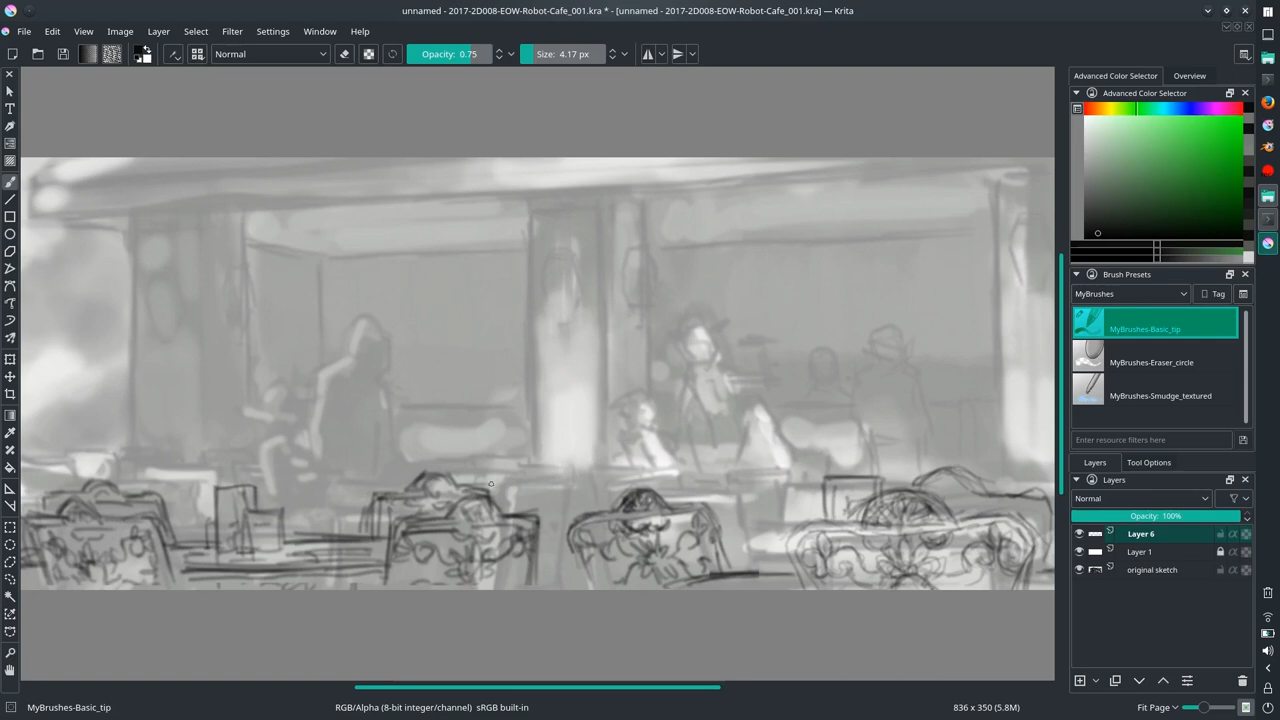 unnamed - 2017-2D008-EOW-Robot-Cafe_001.kra * - [unnamed - 2017-2D008-EOW-Robot-Cafe_001.kra] — Krita
File Edit View Image Layer Select Filter Settings Window Help
Normal Opacity: 0.75 Size: 4.17 px
Advanced Color Selector Overview
Advanced Color Selector
Brush Presets
MyBrushes Tag
MyBrushes-Basic_tip
MyBrushes-Eraser_circle
MyBrushes-Smudge_textured
Enter resource filters here
Layers Tool Options
Layers
Normal
Opacity: 100%
Layer 6
Layer 1
original sketch
MyBrushes-Basic_tip RGB/Alpha (8-bit integer/channel) sRGB built-in 836 x 350 (5.8M) Fit Page